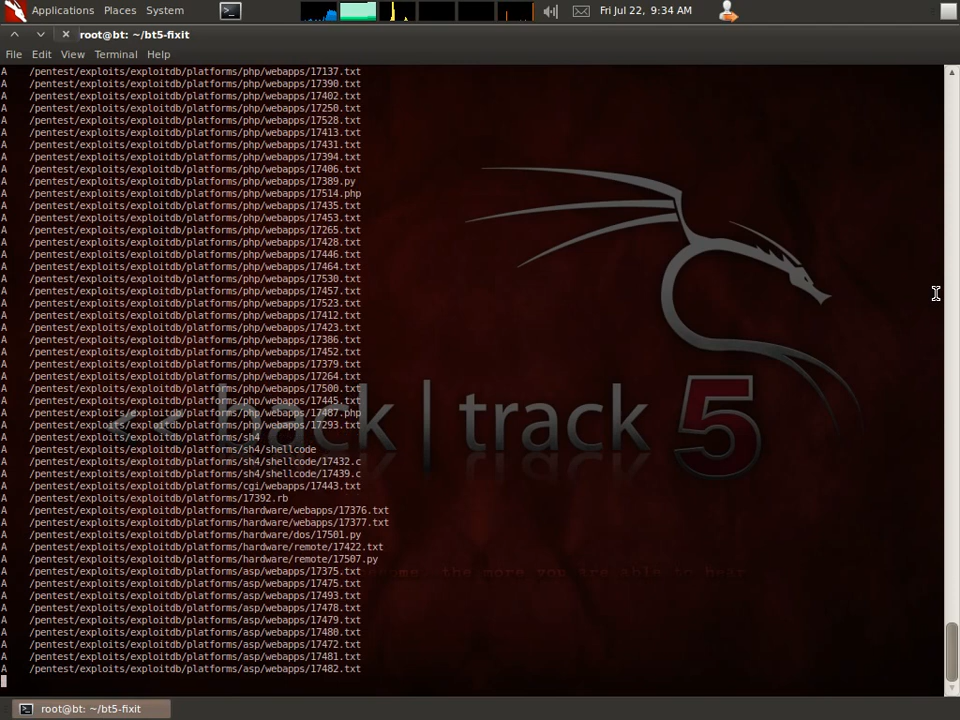 Applications Places System Fri Jul 22, 9:34 AM
root@bt: ~/bt5-fixit
File Edit View Terminal Help
A /pentest/exploits/exploitdb/platforms/php/webapps/17137.txt
A /pentest/exploits/exploitdb/platforms/php/webapps/17390.txt
A /pentest/exploits/exploitdb/platforms/php/webapps/17402.txt
A /pentest/exploits/exploitdb/platforms/php/webapps/17250.txt
A /pentest/exploits/exploitdb/platforms/php/webapps/17528.txt
A /pentest/exploits/exploitdb/platforms/php/webapps/17413.txt
A /pentest/exploits/exploitdb/platforms/php/webapps/17431.txt
A /pentest/exploits/exploitdb/platforms/php/webapps/17394.txt
A /pentest/exploits/exploitdb/platforms/php/webapps/17406.txt
A /pentest/exploits/exploitdb/platforms/php/webapps/17389.py
A /pentest/exploits/exploitdb/platforms/php/webapps/17514.php
A /pentest/exploits/exploitdb/platforms/php/webapps/17435.txt
A /pentest/exploits/exploitdb/platforms/php/webapps/17453.txt
A /pentest/exploits/exploitdb/platforms/php/webapps/17265.txt
A /pentest/exploits/exploitdb/platforms/php/webapps/17428.txt
A /pentest/exploits/exploitdb/platforms/php/webapps/17446.txt
A /pentest/exploits/exploitdb/platforms/php/webapps/17464.txt
A /pentest/exploits/exploitdb/platforms/php/webapps/17530.txt
A /pentest/exploits/exploitdb/platforms/php/webapps/17457.txt
A /pentest/exploits/exploitdb/platforms/php/webapps/17523.txt
A /pentest/exploits/exploitdb/platforms/php/webapps/17412.txt
A /pentest/exploits/exploitdb/platforms/php/webapps/17423.txt
A /pentest/exploits/exploitdb/platforms/php/webapps/17386.txt
A /pentest/exploits/exploitdb/platforms/php/webapps/17452.txt
A /pentest/exploits/exploitdb/platforms/php/webapps/17379.txt
A /pentest/exploits/exploitdb/platforms/php/webapps/17264.txt
A /pentest/exploits/exploitdb/platforms/php/webapps/17500.txt
A /pentest/exploits/exploitdb/platforms/php/webapps/17445.txt
A /pentest/exploits/exploitdb/platforms/php/webapps/17487.php
A /pentest/exploits/exploitdb/platforms/php/webapps/17293.txt
A /pentest/exploits/exploitdb/platforms/sh4
A /pentest/exploits/exploitdb/platforms/sh4/shellcode
A /pentest/exploits/exploitdb/platforms/sh4/shellcode/17432.c
A /pentest/exploits/exploitdb/platforms/sh4/shellcode/17439.c
A /pentest/exploits/exploitdb/platforms/cgi/webapps/17443.txt
A /pentest/exploits/exploitdb/platforms/17392.rb
A /pentest/exploits/exploitdb/platforms/hardware/webapps/17376.txt
A /pentest/exploits/exploitdb/platforms/hardware/webapps/17377.txt
A /pentest/exploits/exploitdb/platforms/hardware/dos/17501.py
A /pentest/exploits/exploitdb/platforms/hardware/remote/17422.txt
A /pentest/exploits/exploitdb/platforms/hardware/remote/17507.py
A /pentest/exploits/exploitdb/platforms/asp/webapps/17375.txt
A /pentest/exploits/exploitdb/platforms/asp/webapps/17475.txt
A /pentest/exploits/exploitdb/platforms/asp/webapps/17493.txt
A /pentest/exploits/exploitdb/platforms/asp/webapps/17478.txt
A /pentest/exploits/exploitdb/platforms/asp/webapps/17479.txt
A /pentest/exploits/exploitdb/platforms/asp/webapps/17480.txt
A /pentest/exploits/exploitdb/platforms/asp/webapps/17472.txt
A /pentest/exploits/exploitdb/platforms/asp/webapps/17481.txt
A /pentest/exploits/exploitdb/platforms/asp/webapps/17482.txt
<< back | track 5
the more you are able to hear
root@bt: ~/bt5-fixit